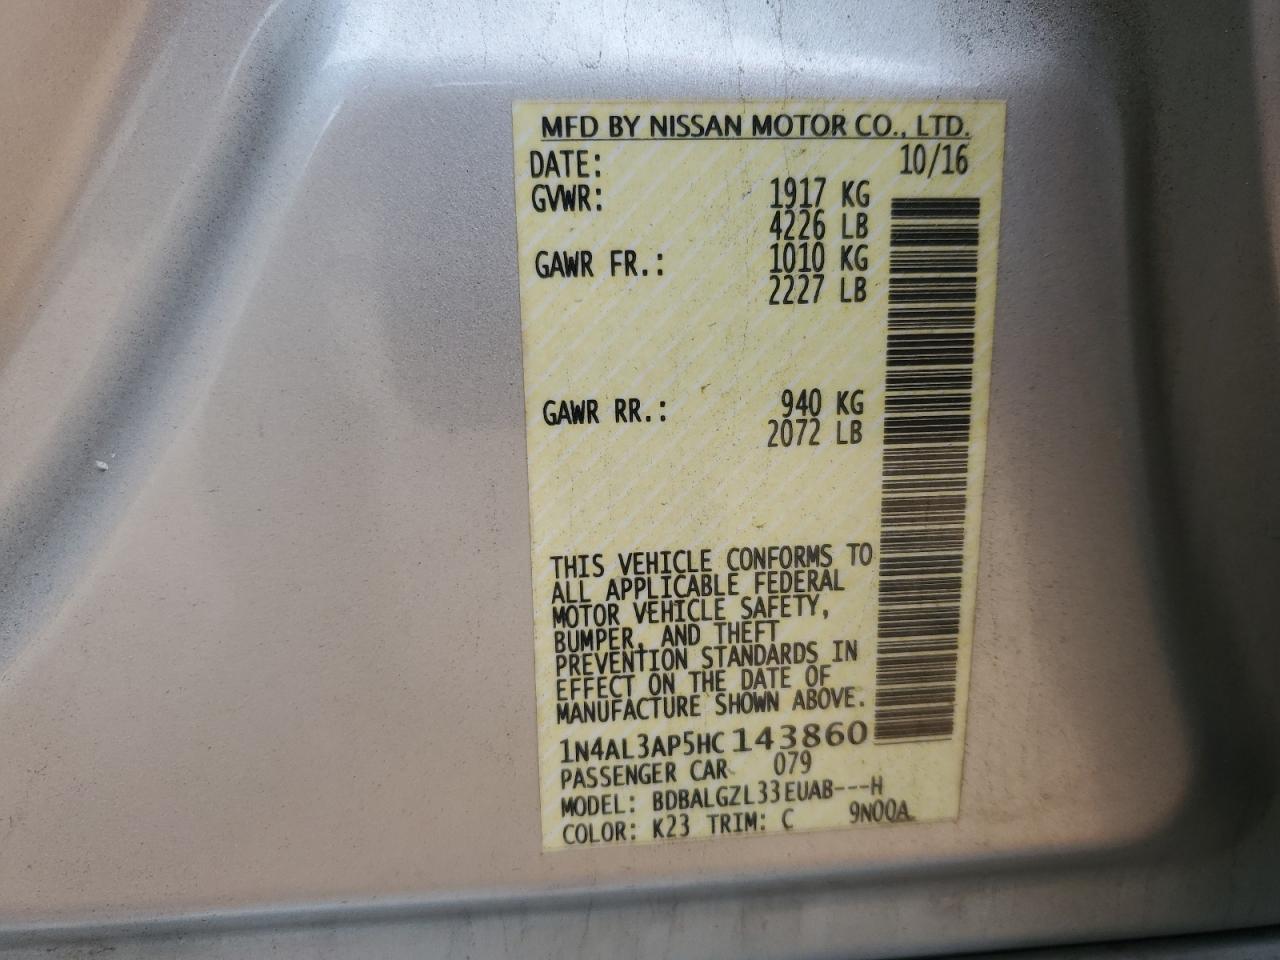 MFD BY NISSAN MOTOR CO., LTD.
DATE: 10/16
GVWR: 1917 KG
4226 LB
GAWR FR.: 1010 KG
2227 LB
GAWR RR.: 940 KG
2072 LB
THIS VEHICLE CONFORMS TO
ALL APPLICABLE FEDERAL
MOTOR VEHICLE SAFETY,
BUMPER, AND THEFT
PREVENTION STANDARDS IN
EFFECT ON THE DATE OF
MANUFACTURE SHOWN ABOVE.
1N4AL3AP5HC143860
PASSENGER CAR 079
MODEL: BDBALGZL33EUAB---H
COLOR: K23 TRIM: C 9N00A